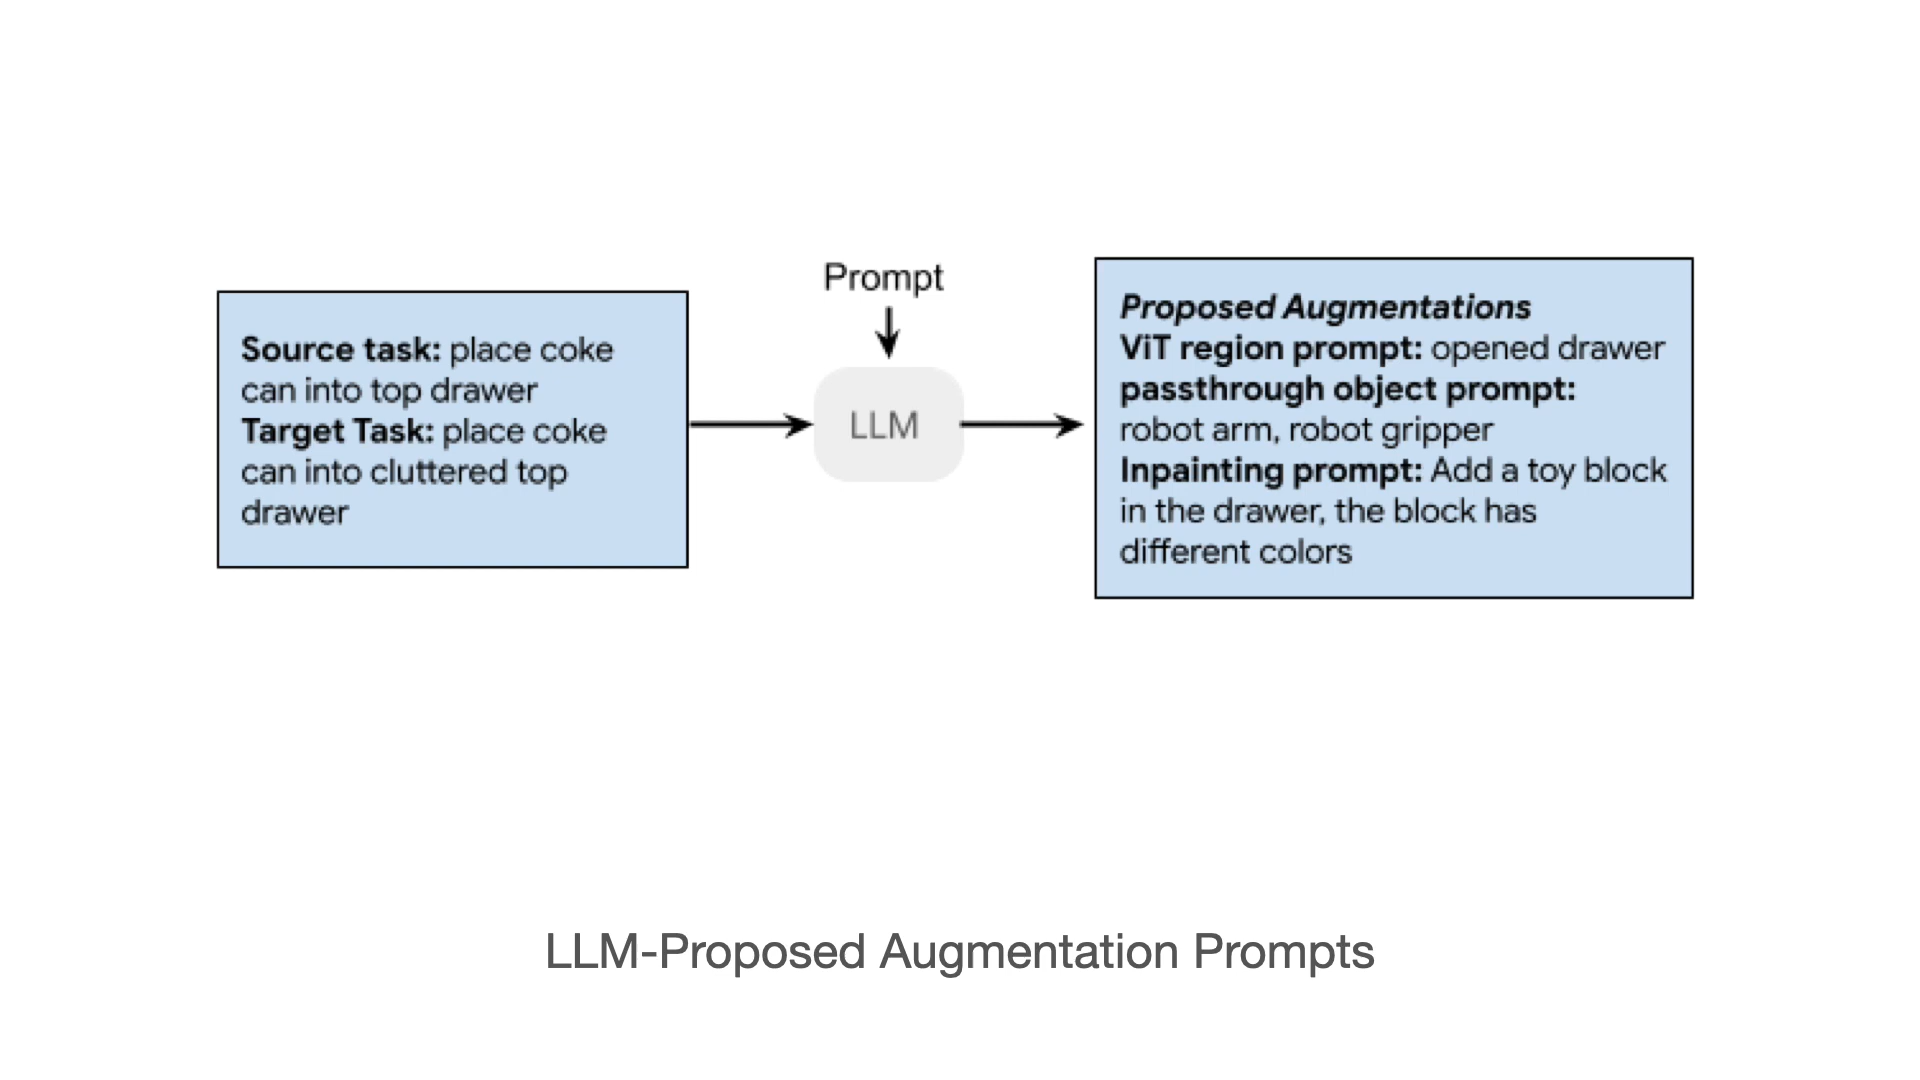 Source task: place coke
can into top drawer
Target Task: place coke
can into cluttered top
drawer
Prompt
LLM
Proposed Augmentations
ViT region prompt: opened drawer
passthrough object prompt:
robot arm, robot gripper
Inpainting prompt: Add a toy block
in the drawer, the block has
different colors
LLM-Proposed Augmentation Prompts